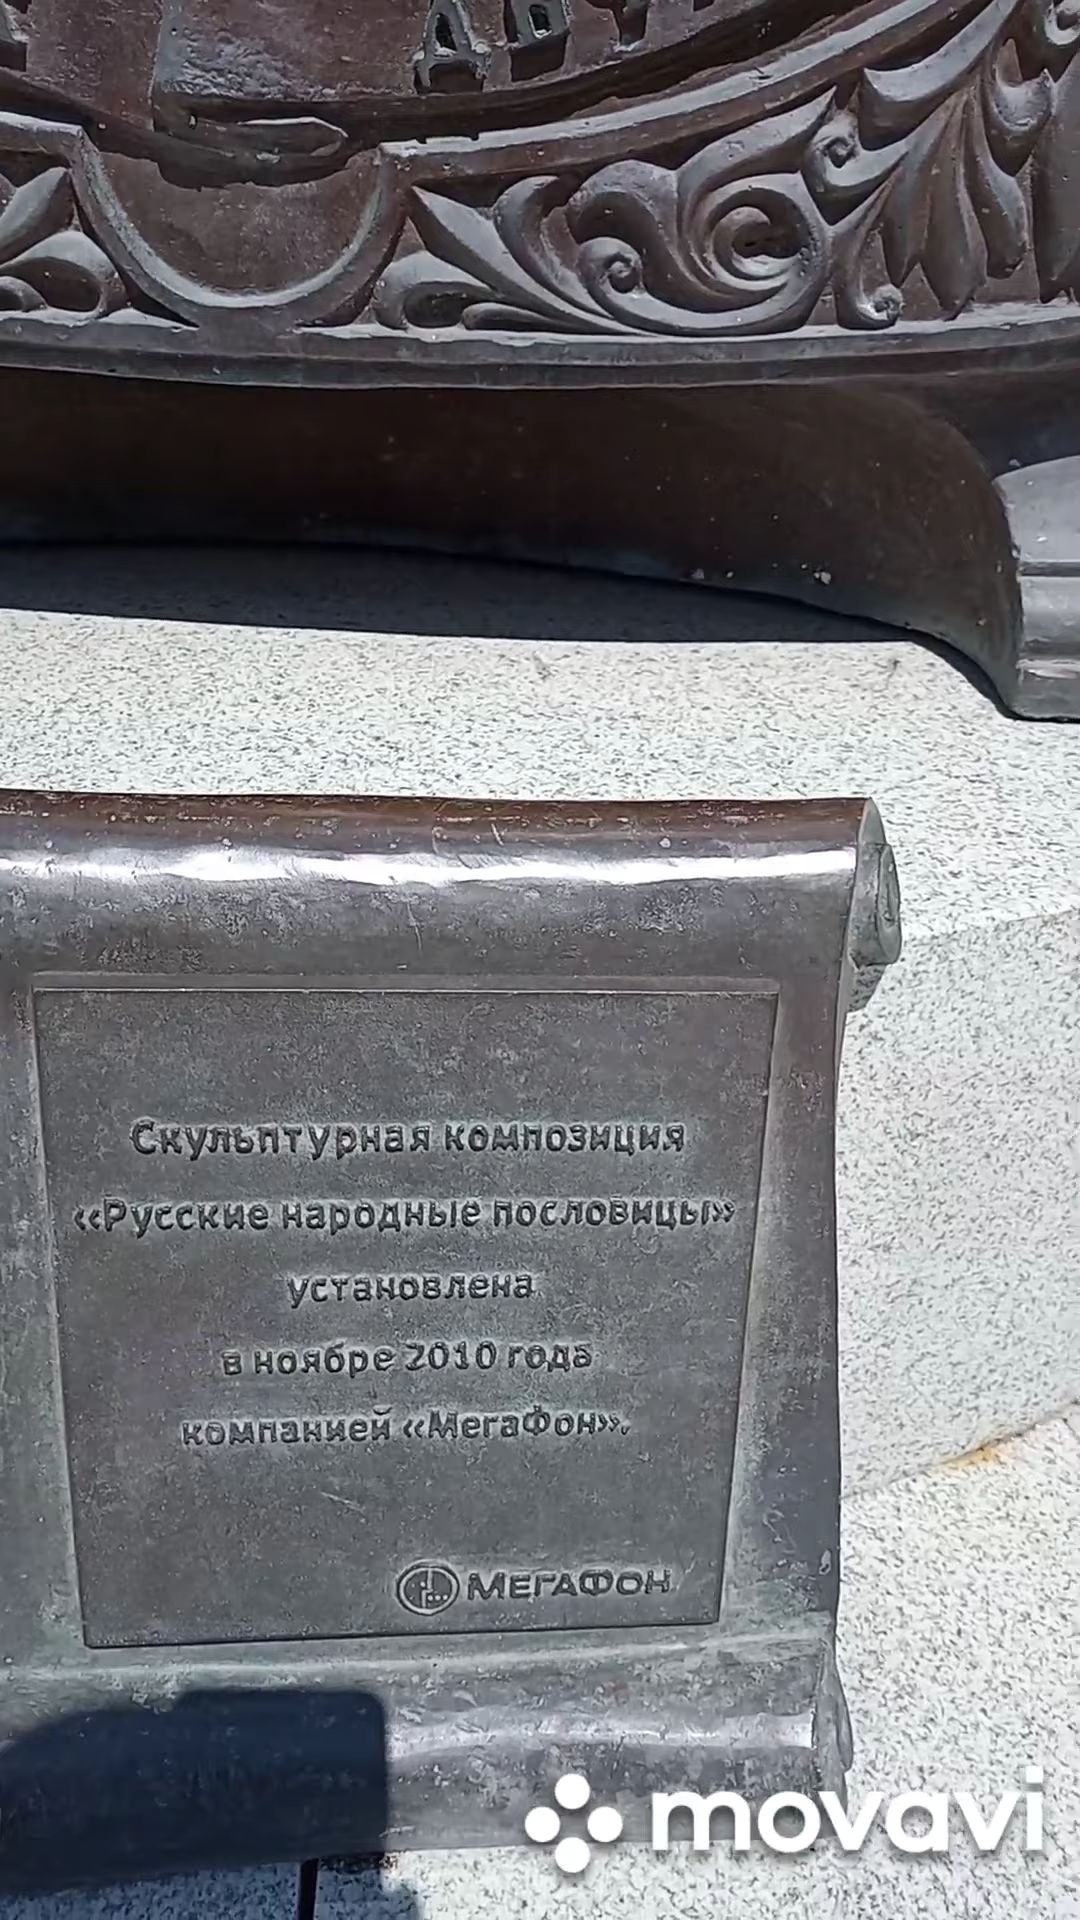 Скульптурная композиция
«Русские народные пословицы»
установлена
в ноябре 2010 года
компанией «МегаФон».
МЕГАФОН
movavi